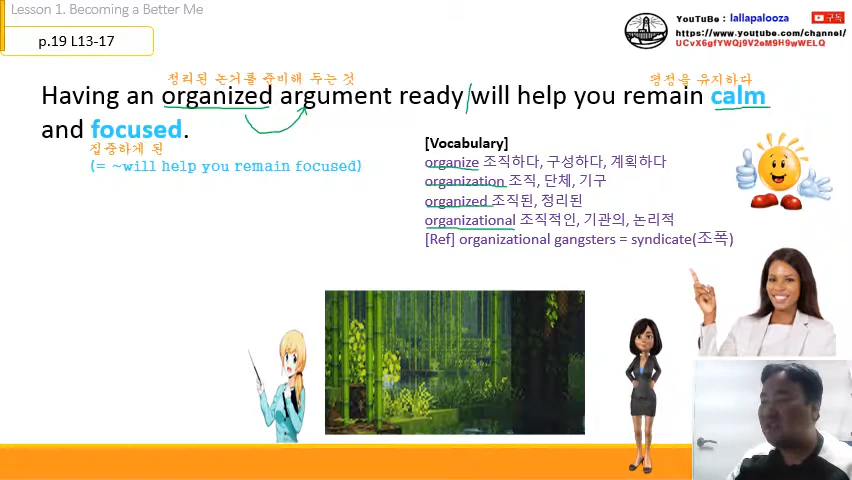 Lesson 1. Becoming a Better Me
p.19 L13-17
YouTuBe : lallapalooza
구독
https://www.youtube.com/channel/
UCvX6gfYWQj9V2eM9H9wWELQ
정리된 논거를 준비해 두는 것
평정을 유지하다
Having an organized argument ready will help you remain calm
and focused.
집중하게 된
(= ~will help you remain focused)
[Vocabulary]
organize 조직하다, 구성하다, 계획하다
organization 조직, 단체, 기구
organized 조직된, 정리된
organizational 조직적인, 기관의, 논리적
[Ref] organizational gangsters = syndicate(조폭)